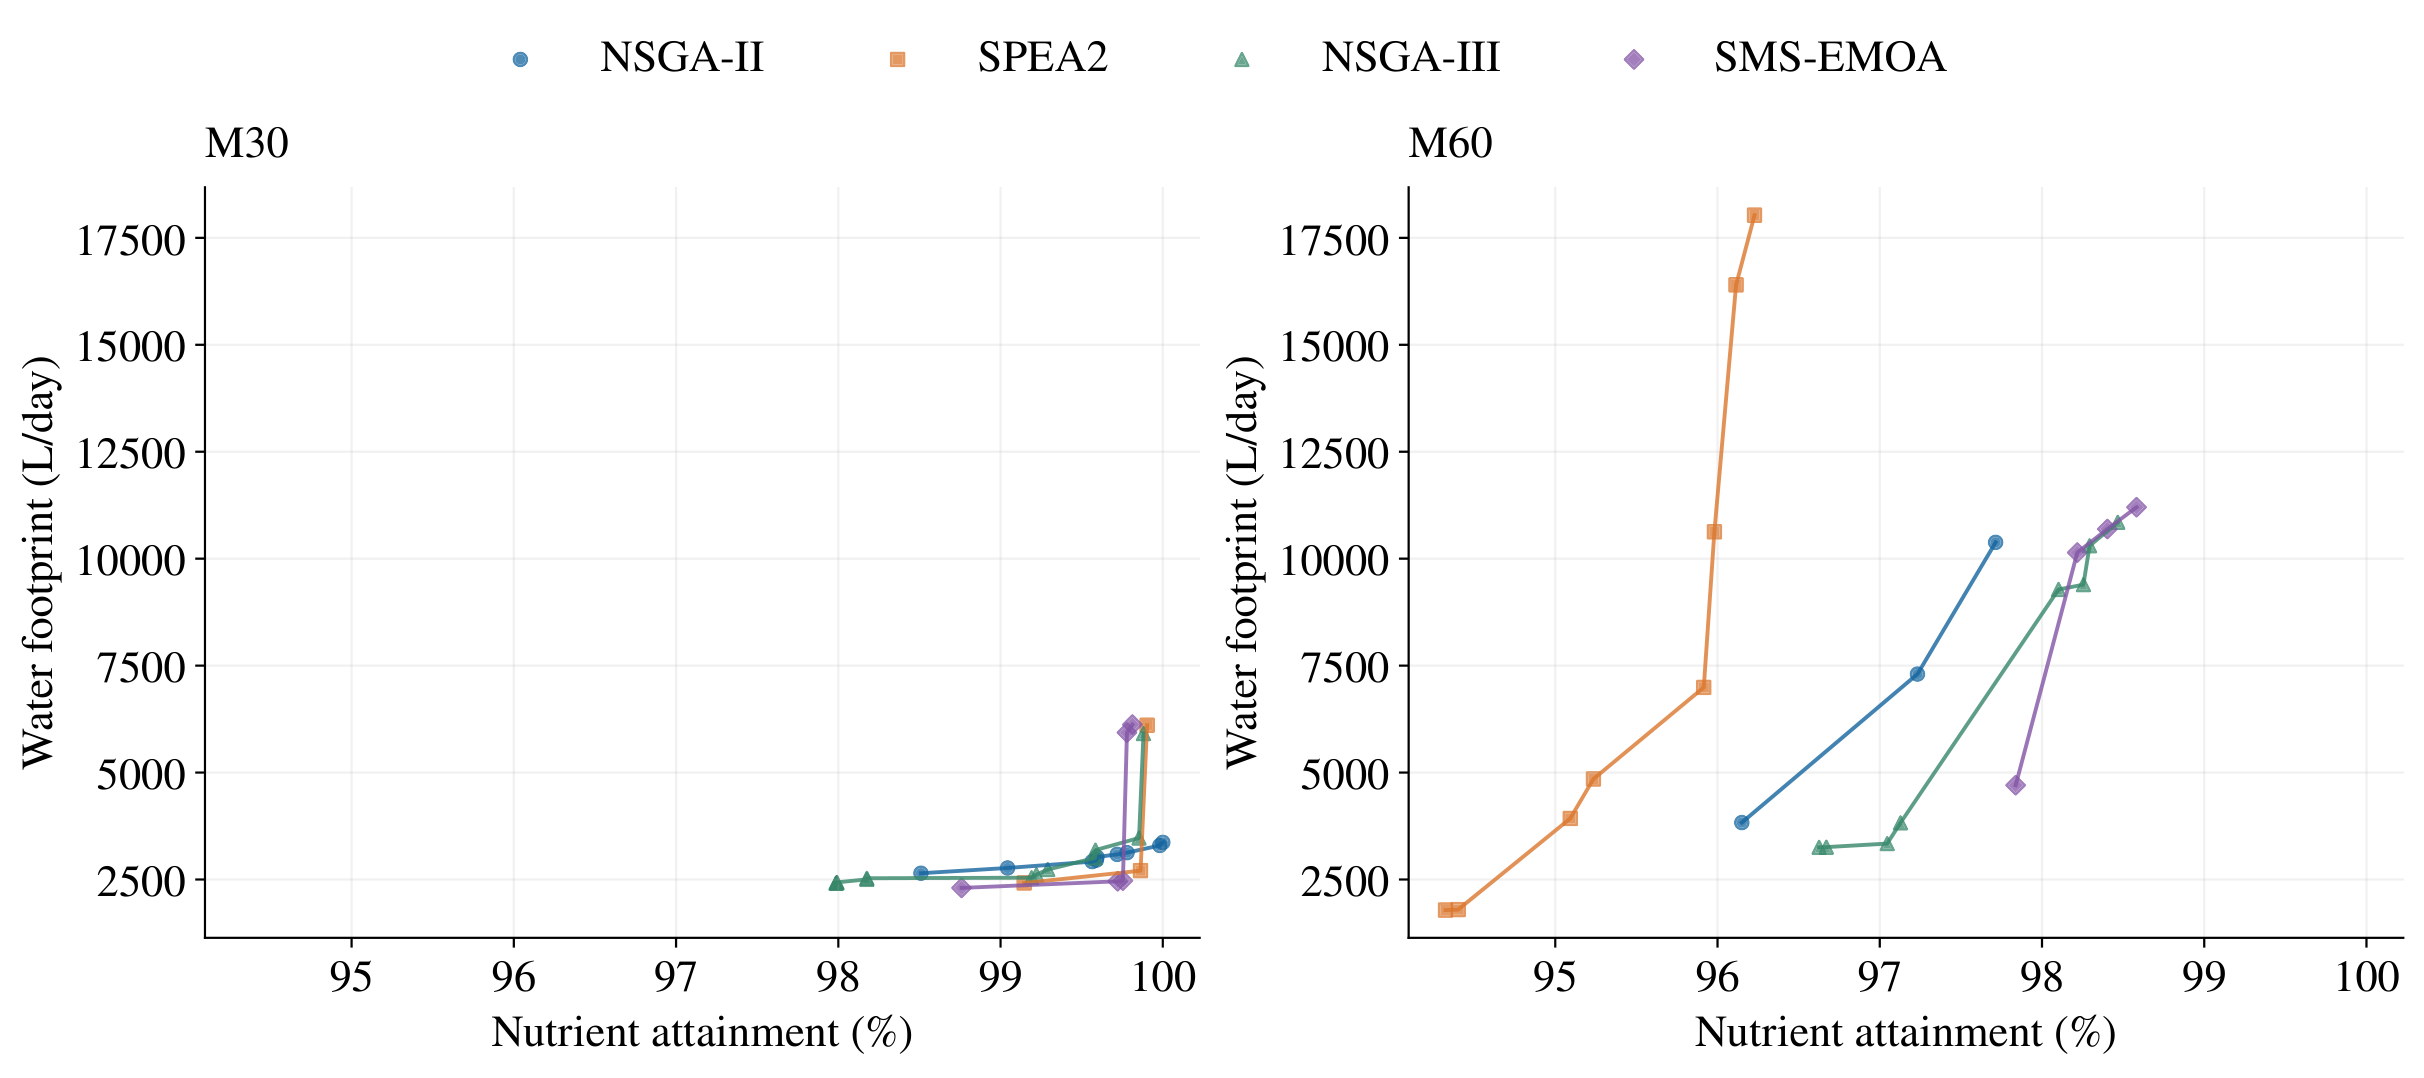 NSGA-II SPEA2 NSGA-III SMS-EMOA
M30
Water footprint (L/day)
17500
15000
12500
10000
7500
5000
2500
95 96 97 98 99 100
Nutrient attainment (%)
M60
Water footprint (L/day)
17500
15000
12500
10000
7500
5000
2500
95 96 97 98 99 100
Nutrient attainment (%)